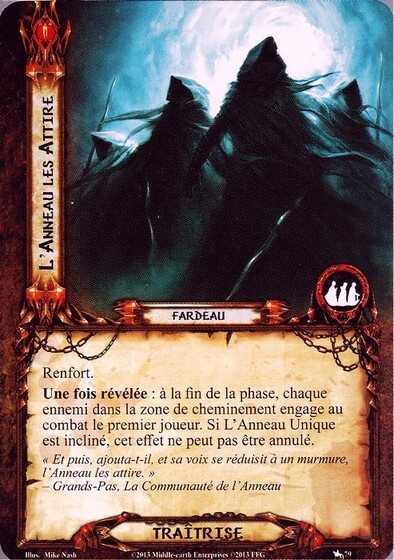 L'ANNEAU LES ATTIRE
FARDEAU
Renfort.
Une fois révélée : à la fin de la phase, chaque
ennemi dans la zone de cheminement engage au
combat le premier joueur. Si L'Anneau Unique
est incliné, cet effet ne peut pas être annulé.
« Et puis, ajouta-t-il, et sa voix se réduisit à un murmure,
l'Anneau les attire. »
– Grands-Pas, La Communauté de l'Anneau
TRAÎTRISE
Illus. Mike Nash ©2013 Middle-earth Enterprises ©2013 FFG 79